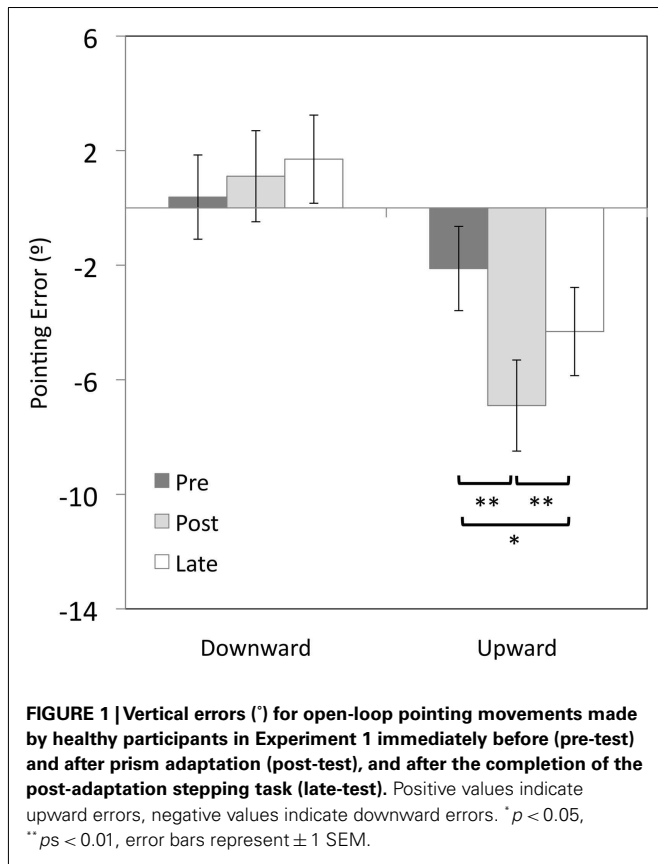 6
2
-2
-6
-10
-14
Pointing Error (º)
Pre
Post
Late
** **
*
Downward Upward
FIGURE 1 | Vertical errors (°) for open-loop pointing movements made
by healthy participants in Experiment 1 immediately before (pre-test)
and after prism adaptation (post-test), and after the completion of the
post-adaptation stepping task (late-test). Positive values indicate
upward errors, negative values indicate downward errors. *p < 0.05,
**ps < 0.01, error bars represent ± 1 SEM.